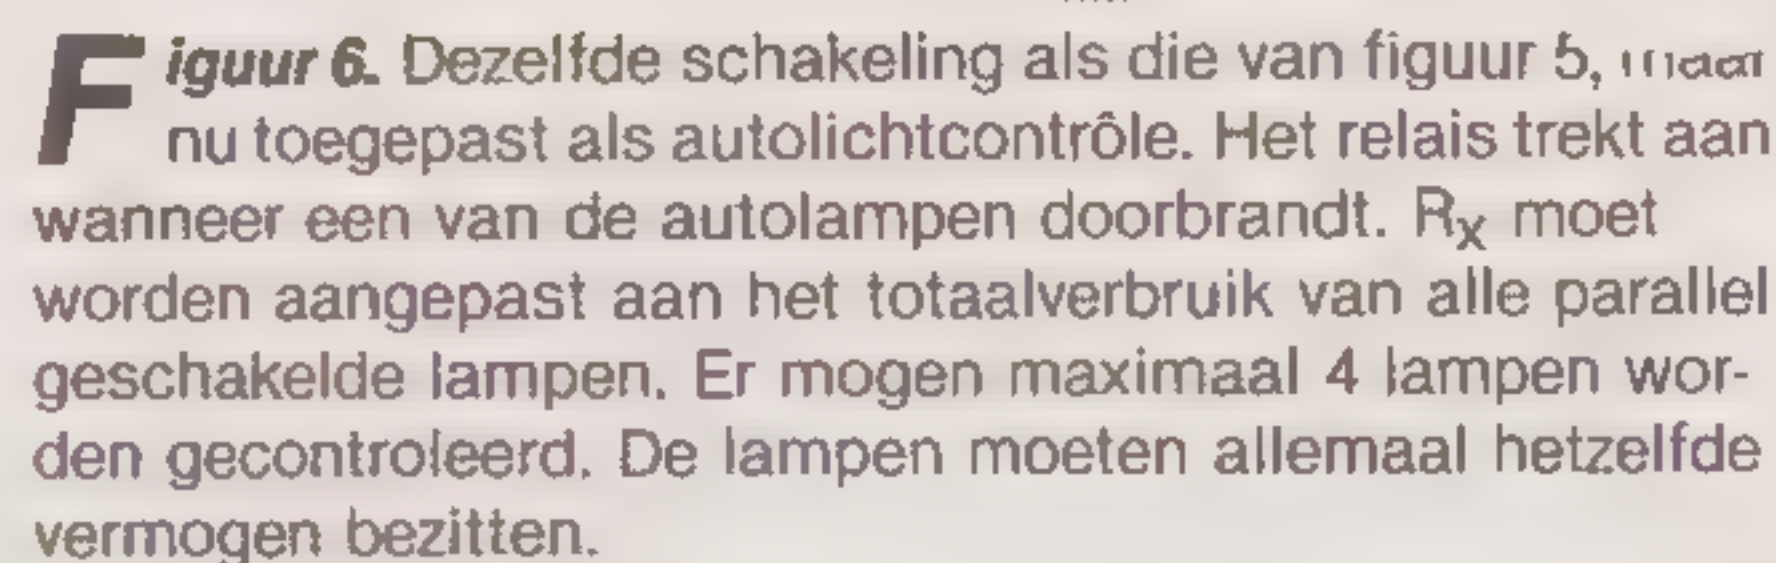 Figuur 6. Dezelfde schakeling als die van figuur 5, maar
nu toegepast als autolichtcontrôle. Het relais trekt aan
wanneer een van de autolampen doorbrandt. Rx moet
worden aangepast aan het totaalverbruik van alle parallel
geschakelde lampen. Er mogen maximaal 4 lampen wor-
den gecontroleerd. De lampen moeten allemaal hetzelfde
vermogen bezitten.